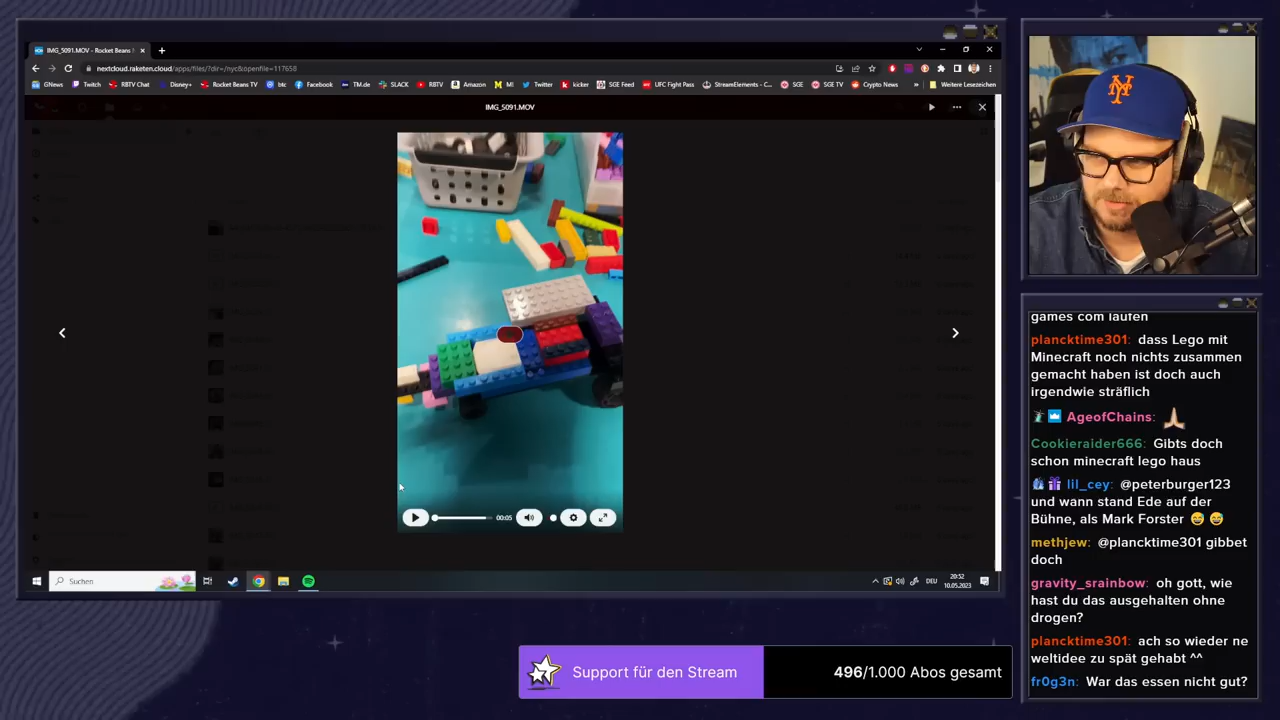 IMG_5091.MOV - Rocket Beans
nextcloud.raketen.cloud/apps/files/?dir=/nyc&openfile=117658
GNews Twitch Disney+ RBTV Chat Rocket Beans TV btc Facebook TM.de SLACK RBTV Amazon M! Twitter kicker SGE Feed UFC Fight Pass StreamElements - C... SGE SGE TV Crypto News » Weitere Lesezeichen
IMG_5091.MOV
00:05
Suchen
DEU
20:52
10.05.2023
games com laufen
plancktime301: dass Lego mit
Minecraft noch nichts zusammen
gemacht haben ist doch auch
irgendwie sträflich
AgeofChains:
Cookieraider666: Gibts doch
schon minecraft lego haus
lil_cey: @peterburger123
und wann stand Ede auf der
Bühne, als Mark Forster
methjew: @plancktime301 gibbet
doch
gravity_srainbow: oh gott, wie
hast du das ausgehalten ohne
drogen?
plancktime301: ach so wieder ne
weltidee zu spät gehabt ^^
fr0g3n: War das essen nicht gut?
Support für den Stream
496/1.000 Abos gesamt